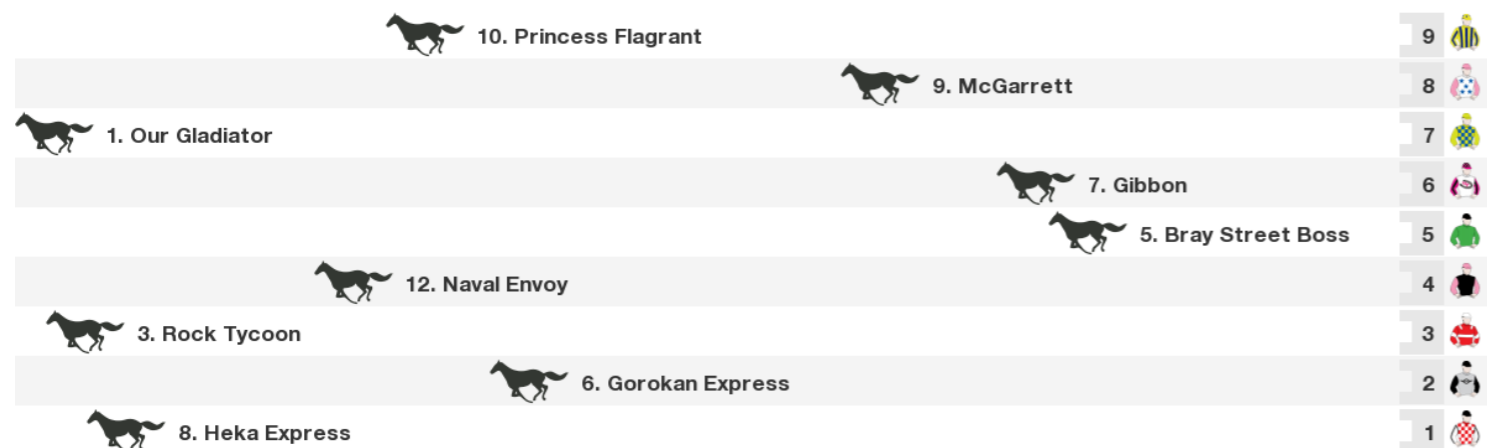 10. Princess Flagrant 9
9. McGarrett 8
1. Our Gladiator 7
7. Gibbon 6
5. Bray Street Boss 5
12. Naval Envoy 4
3. Rock Tycoon 3
6. Gorokan Express 2
8. Heka Express 1